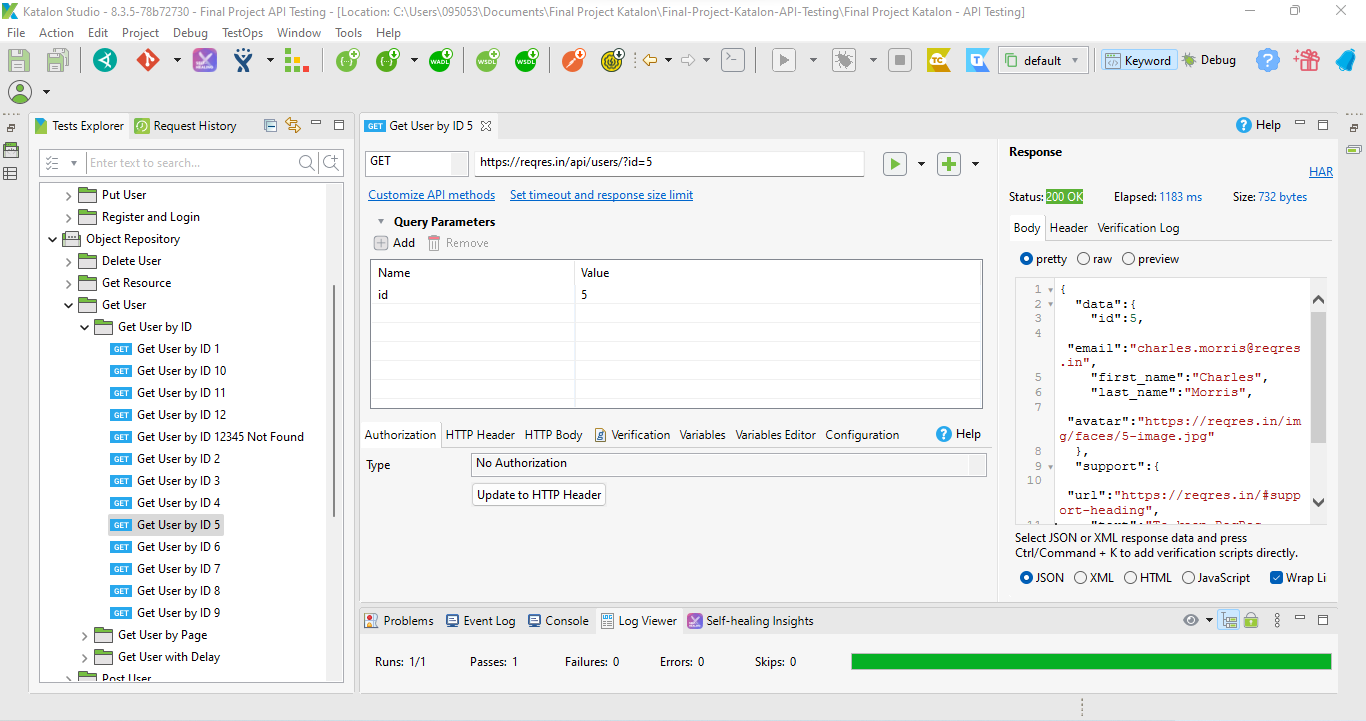 Katalon Studio - 8.3.5-78b72730 - Final Project API Testing - [Location: C:\Users\095053\Documents\Final Project Katalon\Final-Project-Katalon-API-Testing\Final Project Katalon - API Testing]
File Action Edit Project Debug TestOps Window Tools Help
default
Keyword
Debug
Tests Explorer
Request History
Enter text to search...
Put User
Register and Login
Object Repository
Delete User
Get Resource
Get User
Get User by ID
GET Get User by ID 1
GET Get User by ID 10
GET Get User by ID 11
GET Get User by ID 12
GET Get User by ID 12345 Not Found
GET Get User by ID 2
GET Get User by ID 3
GET Get User by ID 4
GET Get User by ID 5
GET Get User by ID 6
GET Get User by ID 7
GET Get User by ID 8
GET Get User by ID 9
Get User by Page
Get User with Delay
Post User
GET Get User by ID 5
Help
GET
https://reqres.in/api/users/?id=5
Customize API methods Set timeout and response size limit
Query Parameters
Add Remove
Name Value
id 5
Authorization HTTP Header HTTP Body Verification Variables Variables Editor Configuration Help
Type No Authorization
Update to HTTP Header
Response
HAR
Status: 200 OK Elapsed: 1183 ms Size: 732 bytes
Body Header Verification Log
pretty raw preview
1 {
2 "data":{
3 "id":5,
4
"email":"charles.morris@reqres
.in",
5 "first_name":"Charles",
6 "last_name":"Morris",
7
"avatar":"https://reqres.in/im
g/faces/5-image.jpg"
8 },
9 "support":{
10
"url":"https://reqres.in/#supp
ort-heading",
11 "text":"To keep ReqRes
Select JSON or XML response data and press
Ctrl/Command + K to add verification scripts directly.
JSON XML HTML JavaScript Wrap Li
Problems Event Log Console Log Viewer Self-healing Insights
Runs: 1/1 Passes: 1 Failures: 0 Errors: 0 Skips: 0